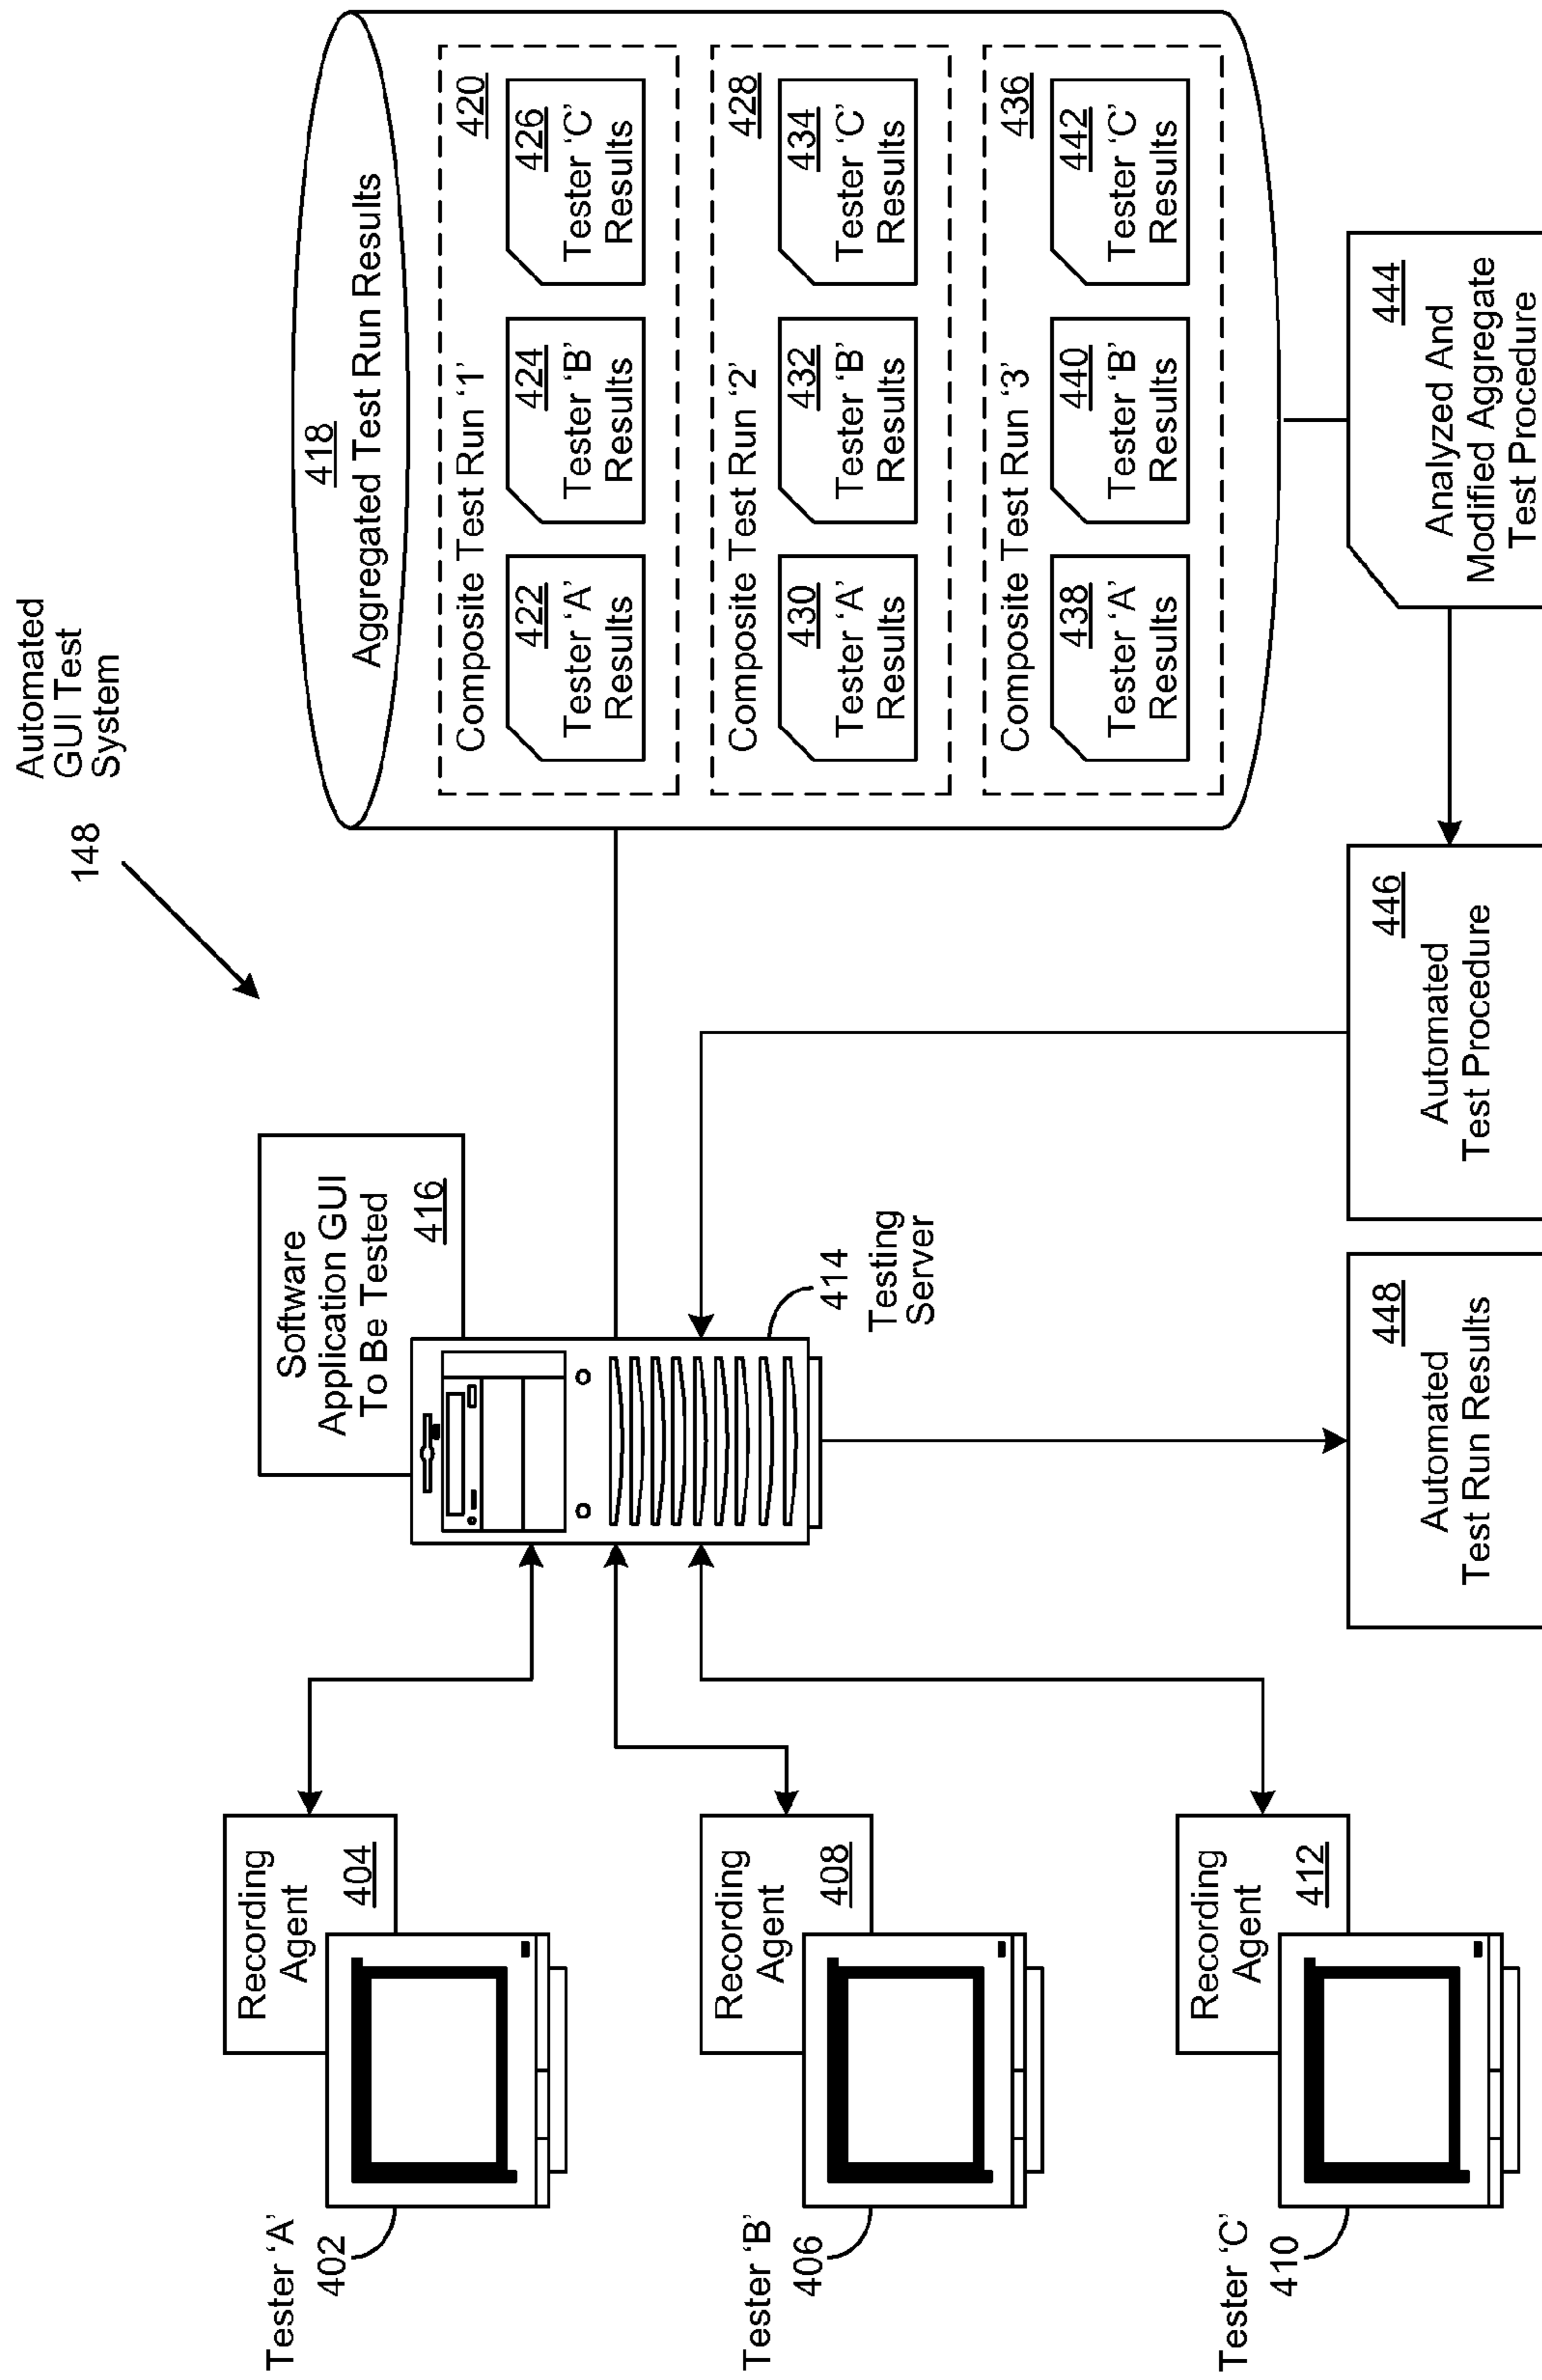 Automated
GUI Test
System
148
Tester ‘A’
402
Recording
Agent
404
Tester ‘B’
406
Recording
Agent
408
Tester ‘C’
410
Recording
Agent
412
Software
Application GUI
To Be Tested
416
414
Testing
Server
418
Aggregated Test Run Results
Composite Test Run ‘1’ 420
422
Tester ‘A’
Results
424
Tester ‘B’
Results
426
Tester ‘C’
Results
Composite Test Run ‘2’ 428
430
Tester ‘A’
Results
432
Tester ‘B’
Results
434
Tester ‘C’
Results
Composite Test Run ‘3’ 436
438
Tester ‘A’
Results
440
Tester ‘B’
Results
442
Tester ‘C’
Results
448
Automated
Test Run Results
446
Automated
Test Procedure
444
Analyzed And
Modified Aggregate
Test Procedure